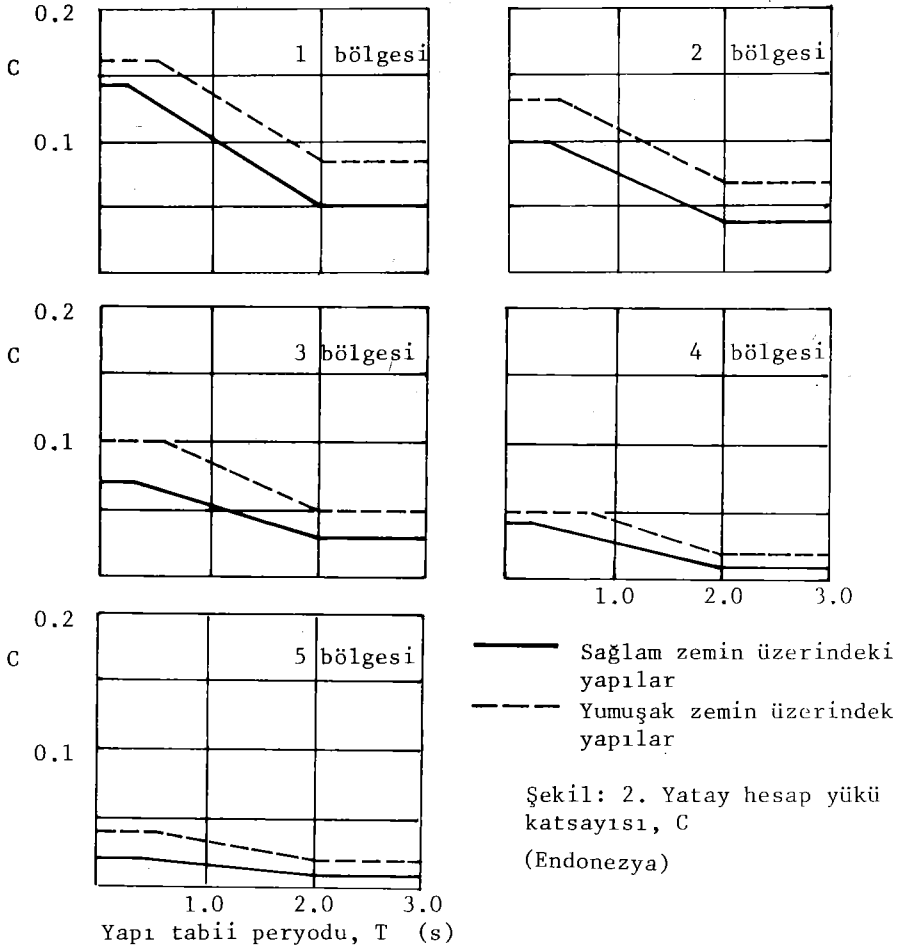 0.2
C
0.1
1 bölgesi
2 bölgesi
0.2
C
0.1
3 bölgesi
4 bölgesi
1.0 2.0 3.0
0.2
C
0.1
5 bölgesi
1.0 2.0 3.0
Yapı tabii peryodu, T (s)
Sağlam zemin üzerindeki
yapılar
Yumuşak zemin üzerindek
yapılar
Şekil: 2. Yatay hesap yükü
katsayısı, C
(Endonezya)